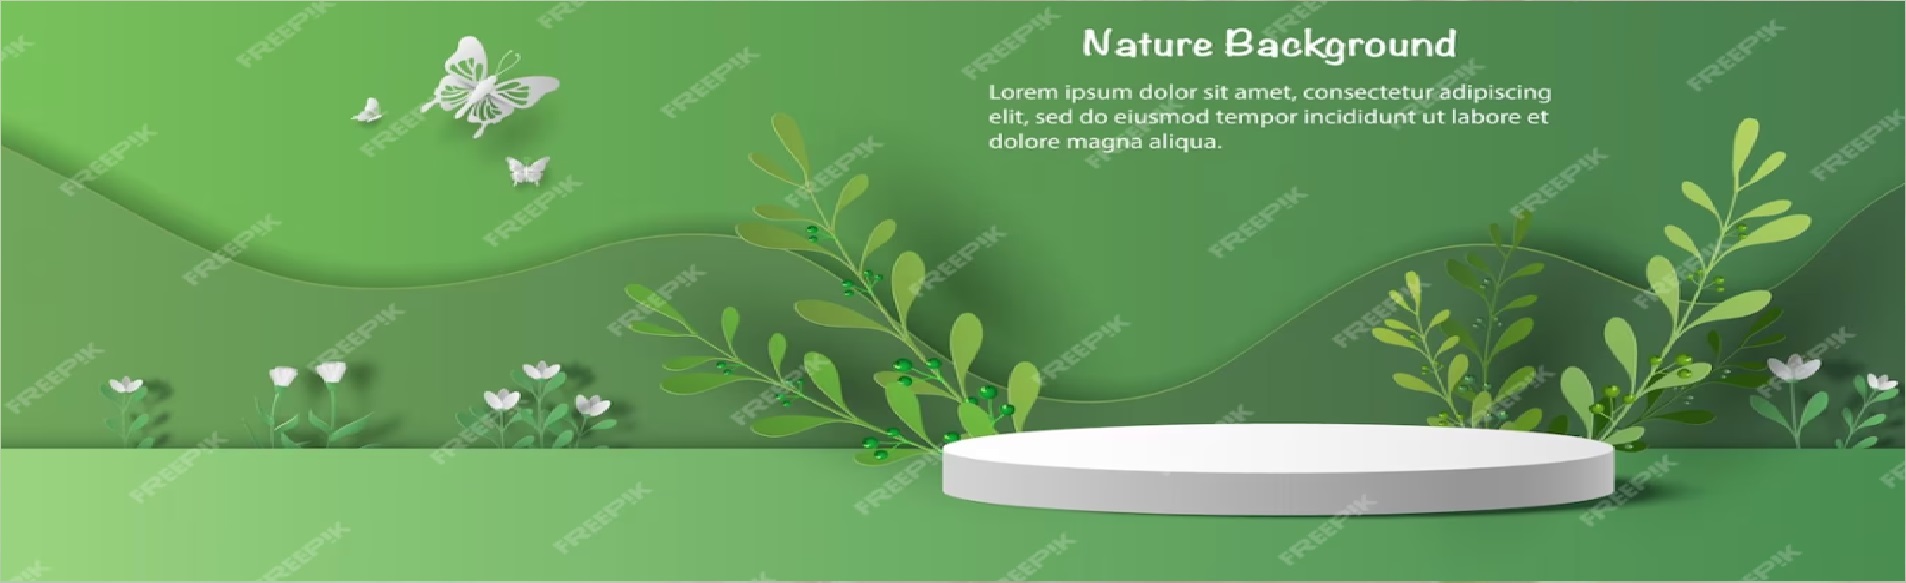 Nature Background
Lorem ipsum dolor sit amet, consectetur adipiscing
elit, sed do eiusmod tempor incididunt ut labore et
dolore magna aliqua.
FREEPIK